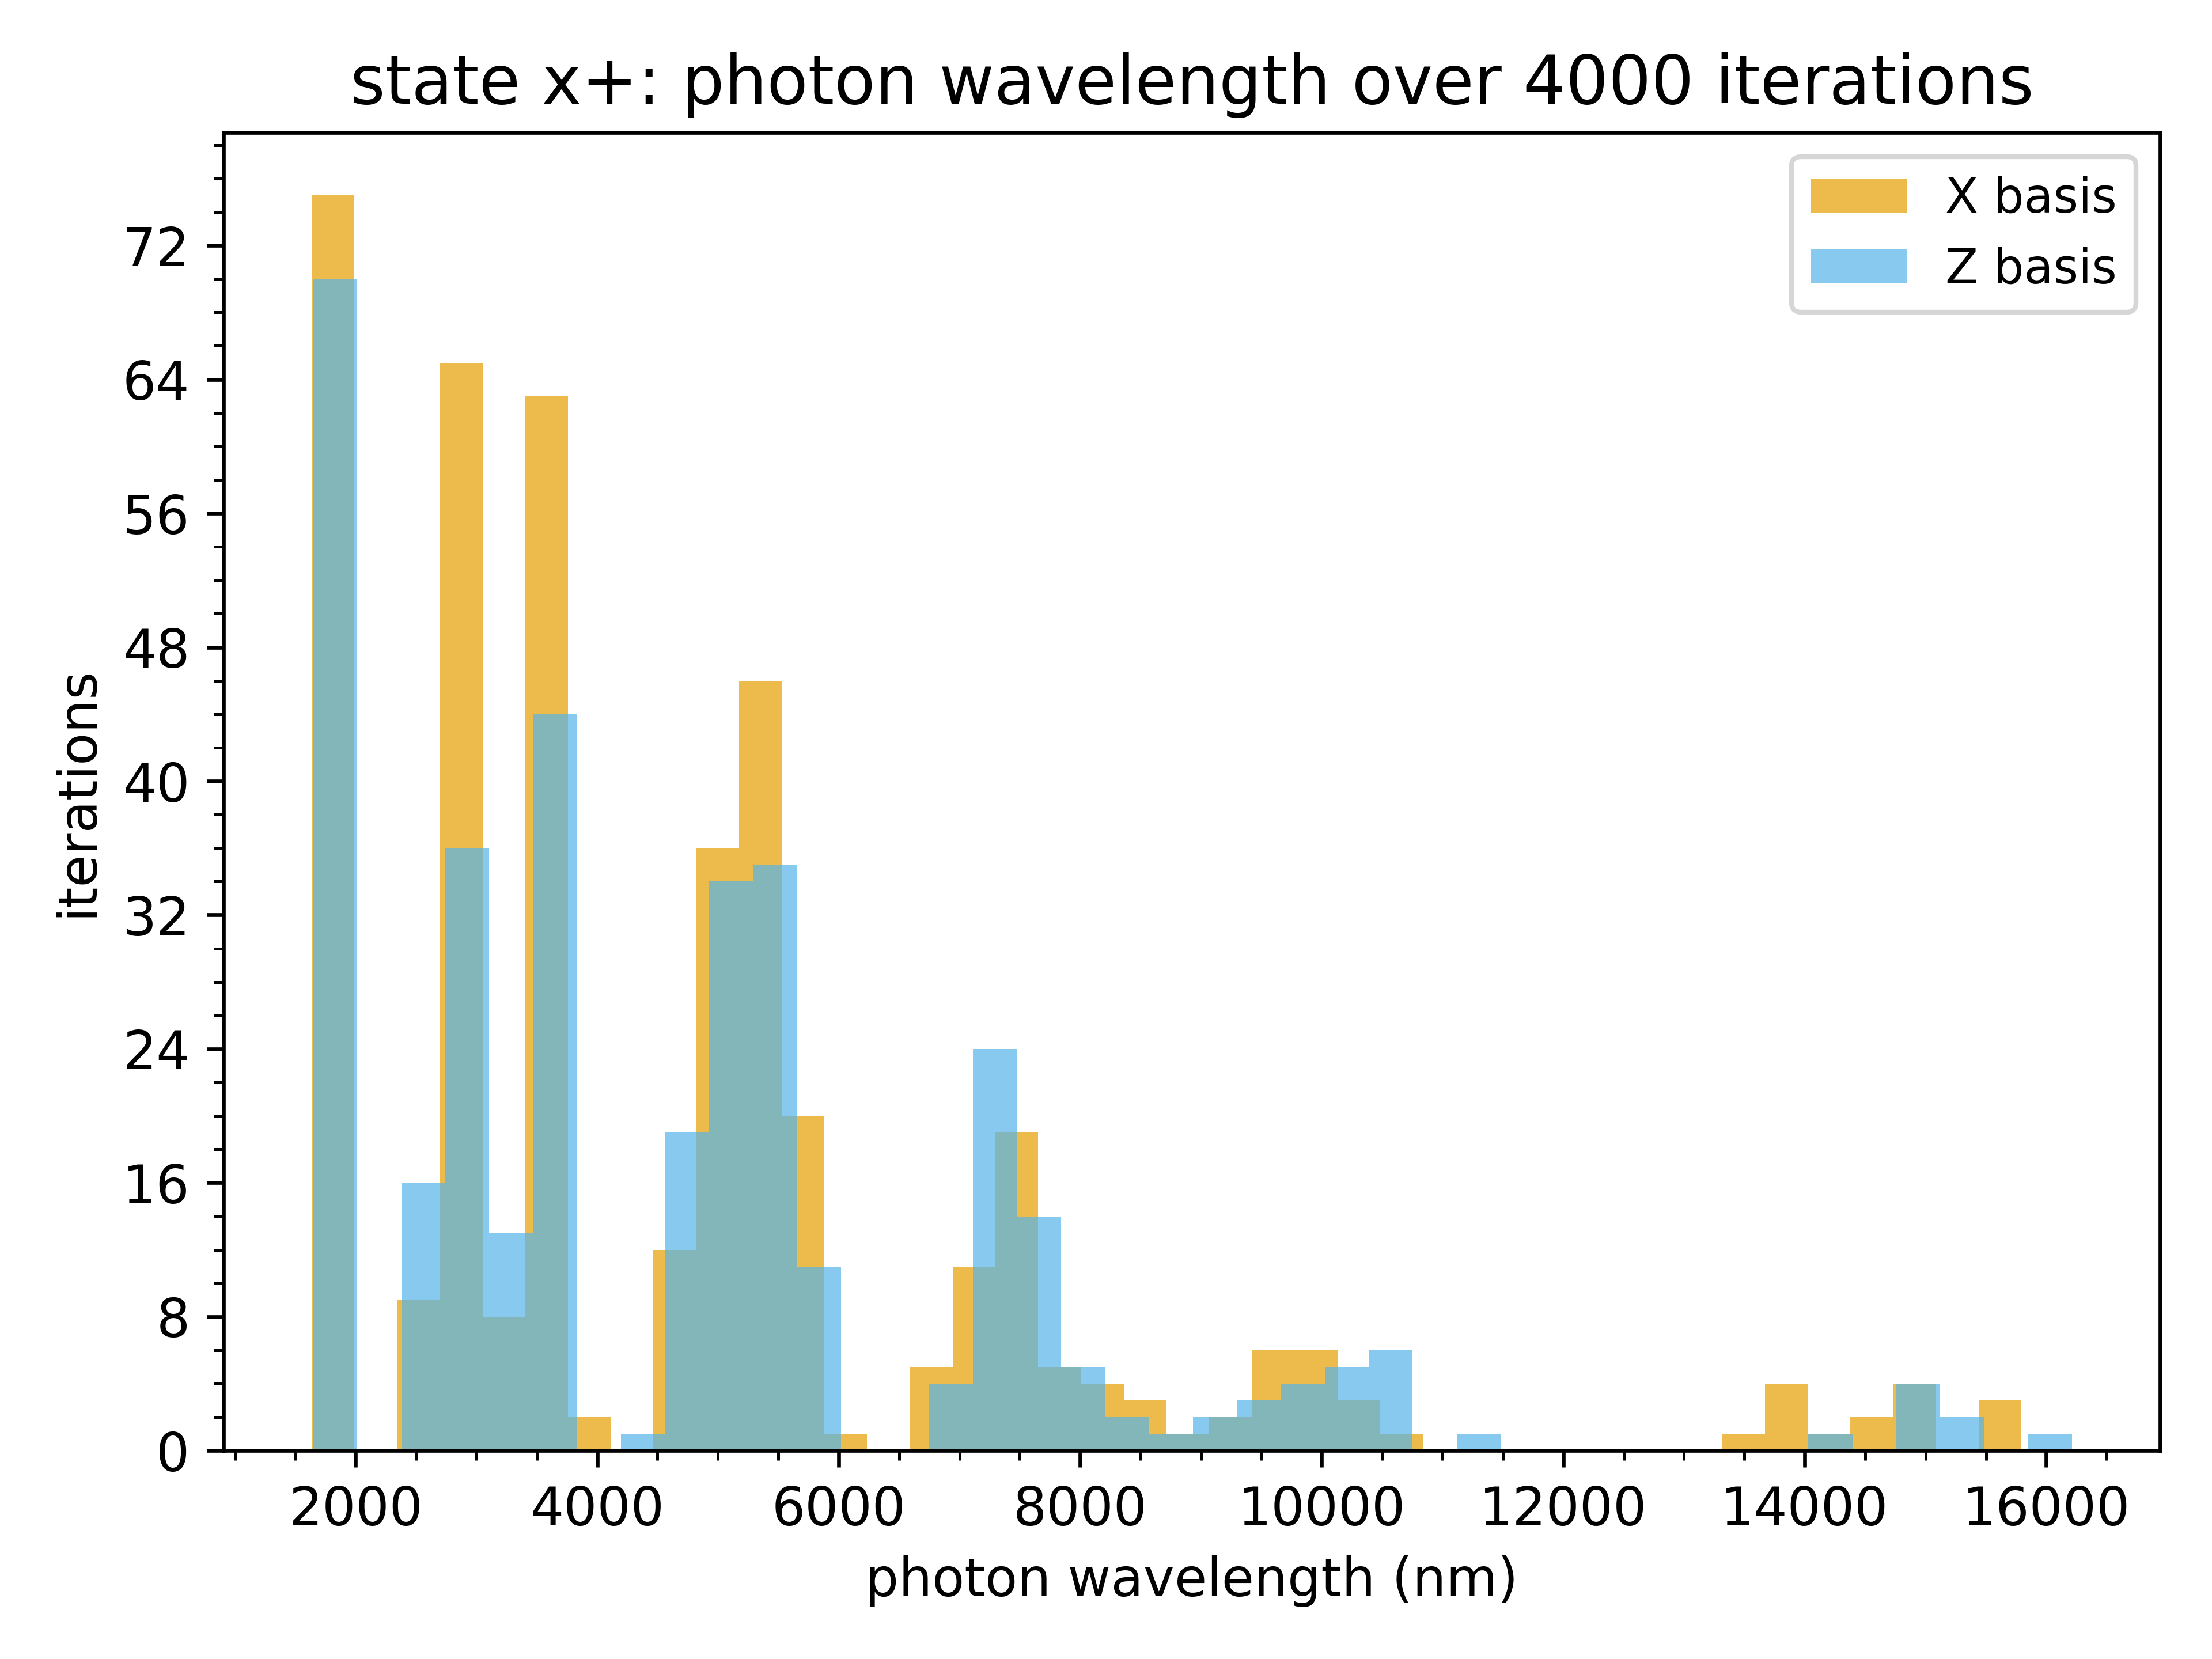 state x+: photon wavelength over 4000 iterations
X basis
Z basis
72
64
56
48
40
32
24
16
8
0
iterations
2000 4000 6000 8000 10000 12000 14000 16000
photon wavelength (nm)